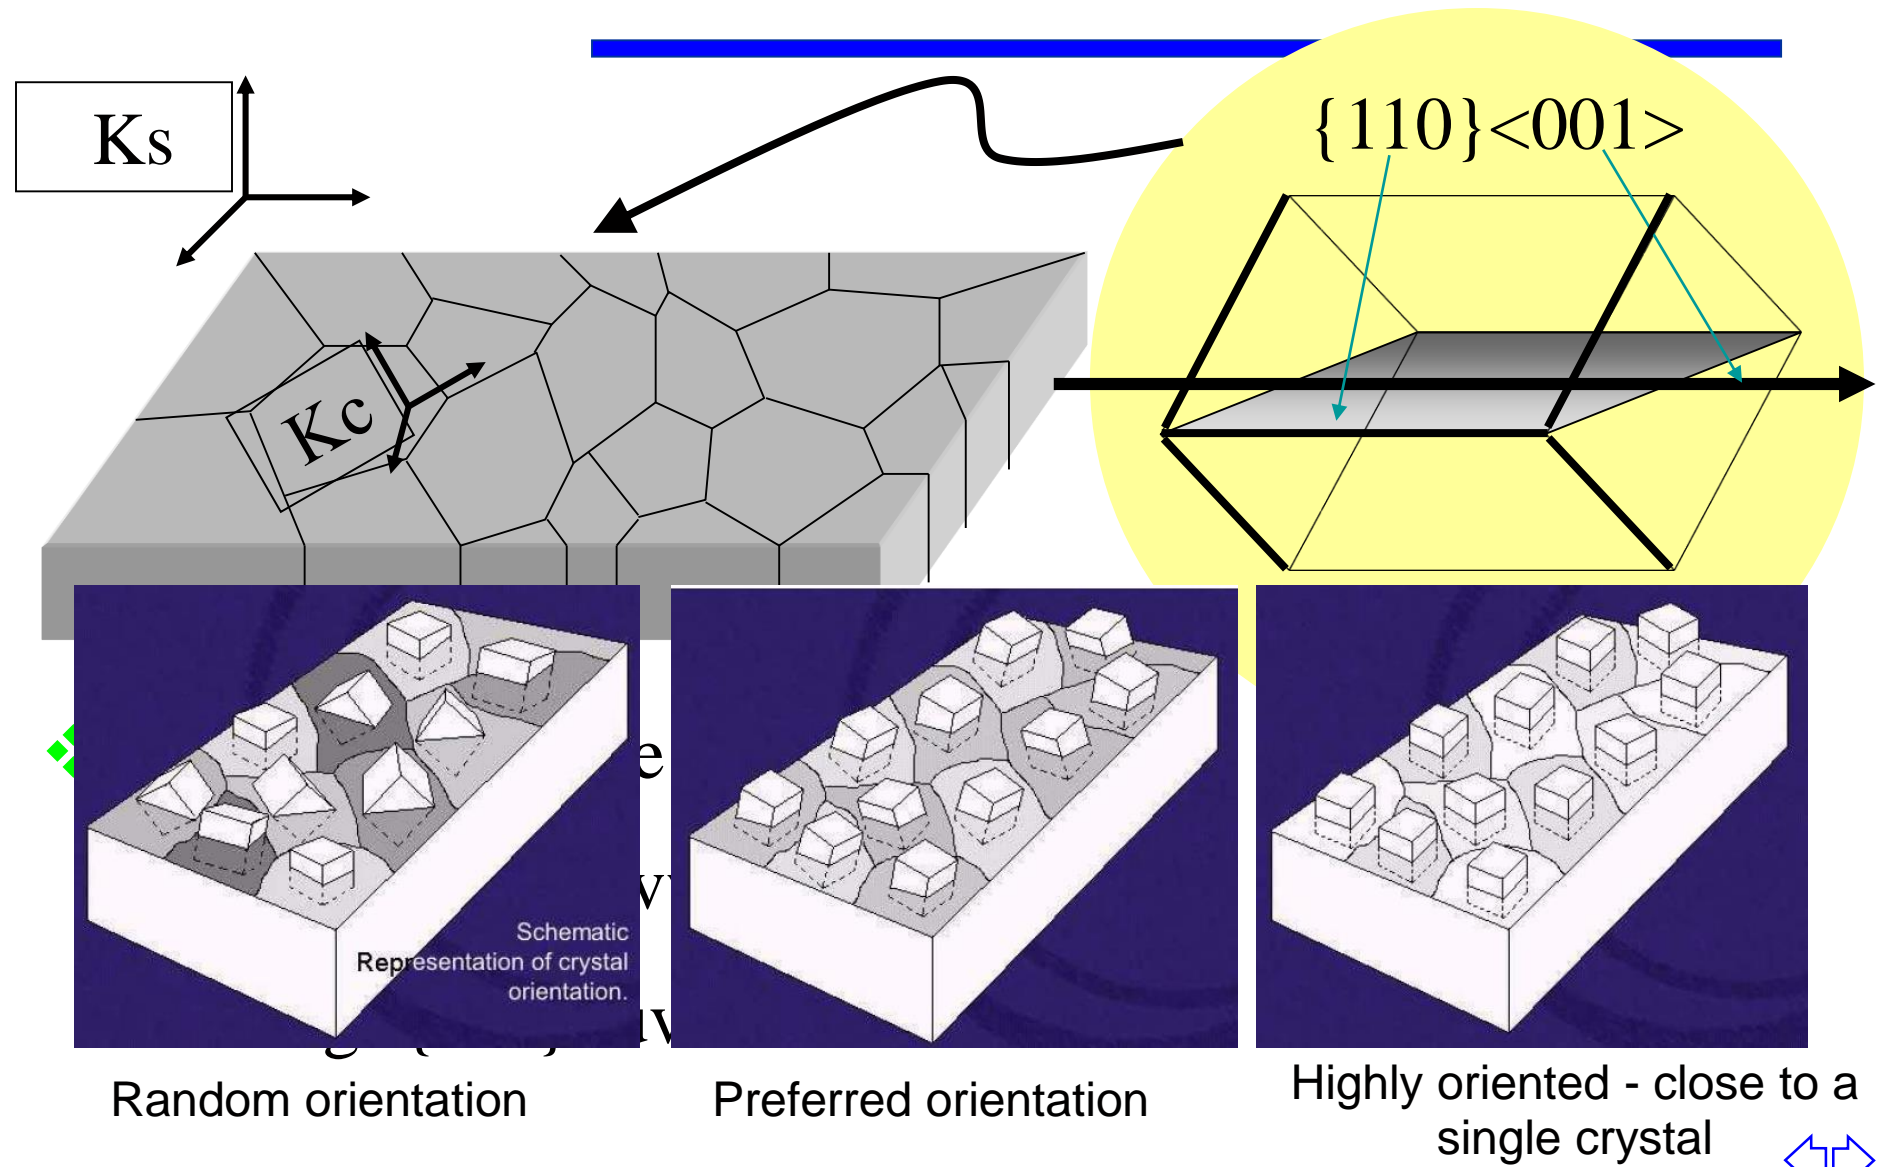 Ks
{110}<001>
Kc
Schematic
Representation of crystal
orientation.
Random orientation
Preferred orientation
Highly oriented - close to a
single crystal